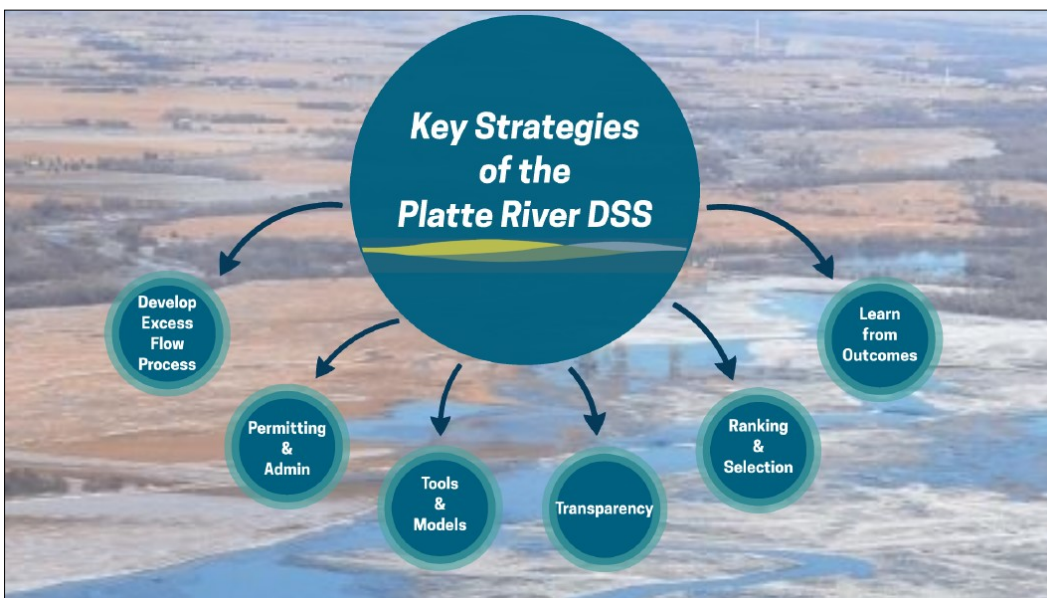 Key Strategies
of the
Platte River DSS
Develop
Excess
Flow
Process
Permitting
&
Admin
Tools
&
Models
Transparency
Ranking
&
Selection
Learn
from
Outcomes